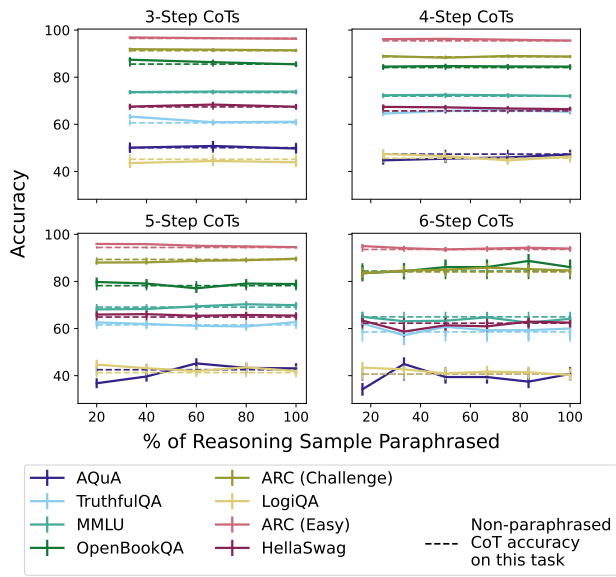 3-Step CoTs
4-Step CoTs
100
80
60
40
Accuracy
5-Step CoTs
6-Step CoTs
100
80
60
40
20 40 60 80 100
20 40 60 80 100
% of Reasoning Sample Paraphrased
AQuA
TruthfulQA
MMLU
OpenBookQA
ARC (Challenge)
LogiQA
ARC (Easy)
HellaSwag
Non-paraphrased
CoT accuracy
on this task